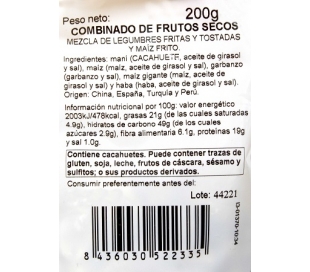 Peso neto: 200g
COMBINADO DE FRUTOS SECOS
MEZCLA DE LEGUMBRES FRITAS Y TOSTADAS
Y MAÍZ FRITO.
Ingredientes: maní (CACAHUETE, aceite de girasol
y sal), maíz (maíz, aceite de girasol y sal), garbanzo
(garbanzo y sal), maíz gigante (maíz, aceite de
girasol y sal) y haba (haba, aceite de girasol y sal).
Origen: China, España, Turquía y Perú.
Información nutricional por 100g: valor energético
2003kJ/478kcal, grasas 21g (de las cuales saturadas
4.9g), hidratos de carbono 49g (de los cuales
azúcares 2.9g), fibra alimentaria 6.1g, proteínas 19g
y sal 1.0g.
Contiene cacahuetes. Puede contener trazas de
gluten, soja, leche, frutos de cáscara, sésamo y
sulfitos; o sus productos derivados.
Consumir preferentemente antes del:
Lote: 44221
8 436030 522335